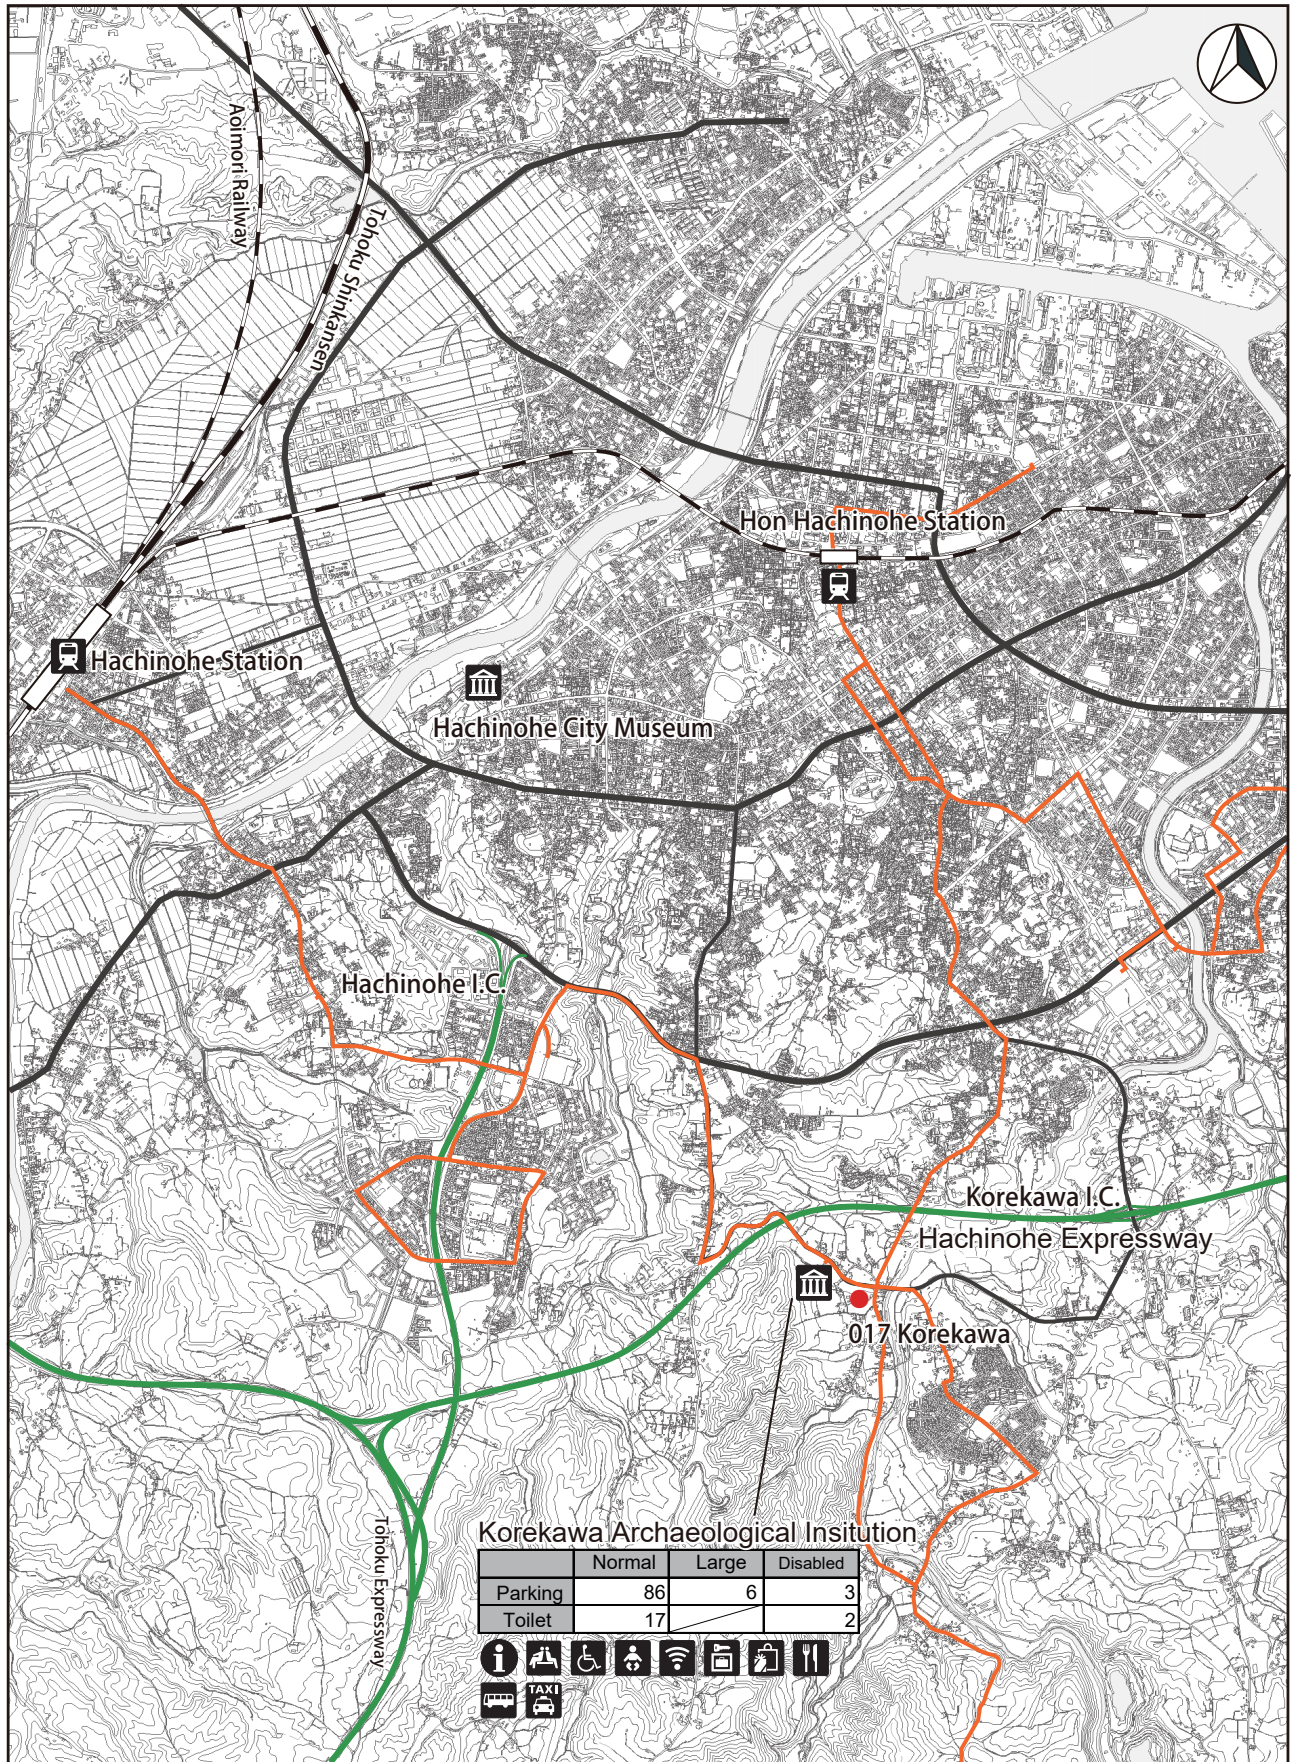 Aoimori Railway
Tohoku Shinkansen
Hon Hachinohe Station
Hachinohe Station
Hachinohe City Museum
Hachinohe I.C.
Korekawa I.C.
Hachinohe Expressway
017 Korekawa
Tohoku Expressway
Korekawa Archaeological Insitution
Normal Large Disabled
Parking 86 6 3
Toilet 17 2
i
TAXI